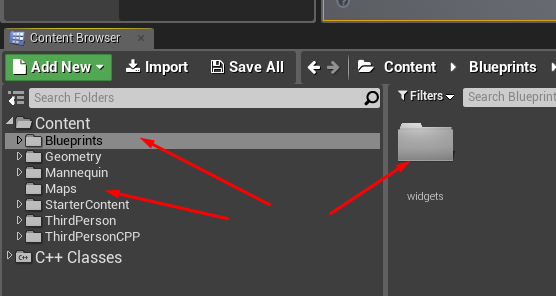 Content Browser
Add New
Import
Save All
Content
Blueprints
Search Folders
Filters
Search Blueprint
Content
Blueprints
Geometry
Mannequin
Maps
StarterContent
ThirdPerson
ThirdPersonCPP
C++ Classes
widgets